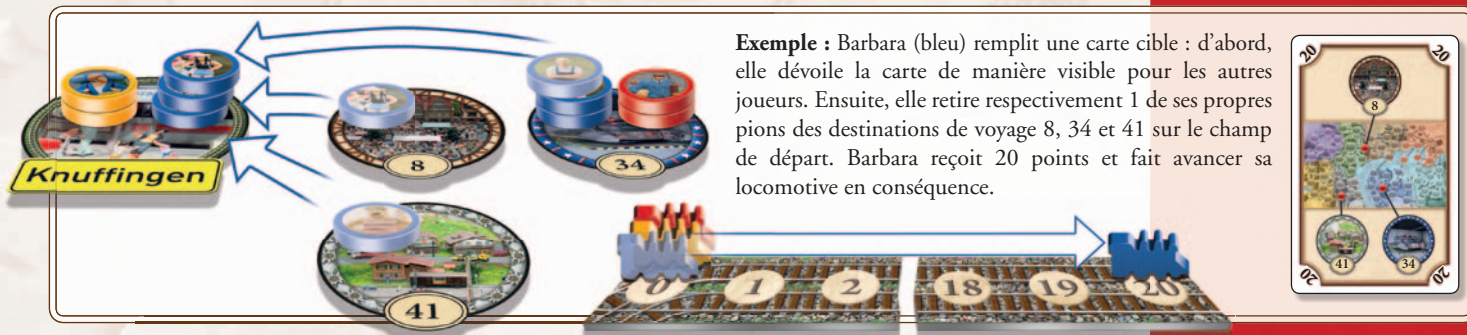 Exemple : Barbara (bleu) remplit une carte cible : d'abord,
elle dévoile la carte de manière visible pour les autres
joueurs. Ensuite, elle retire respectivement 1 de ses propres
pions des destinations de voyage 8, 34 et 41 sur le champ
de départ. Barbara reçoit 20 points et fait avancer sa
locomotive en conséquence.
Knuffingen
8
34
41
0 1 2 18 19 20
20 20
8
41 34
20 20